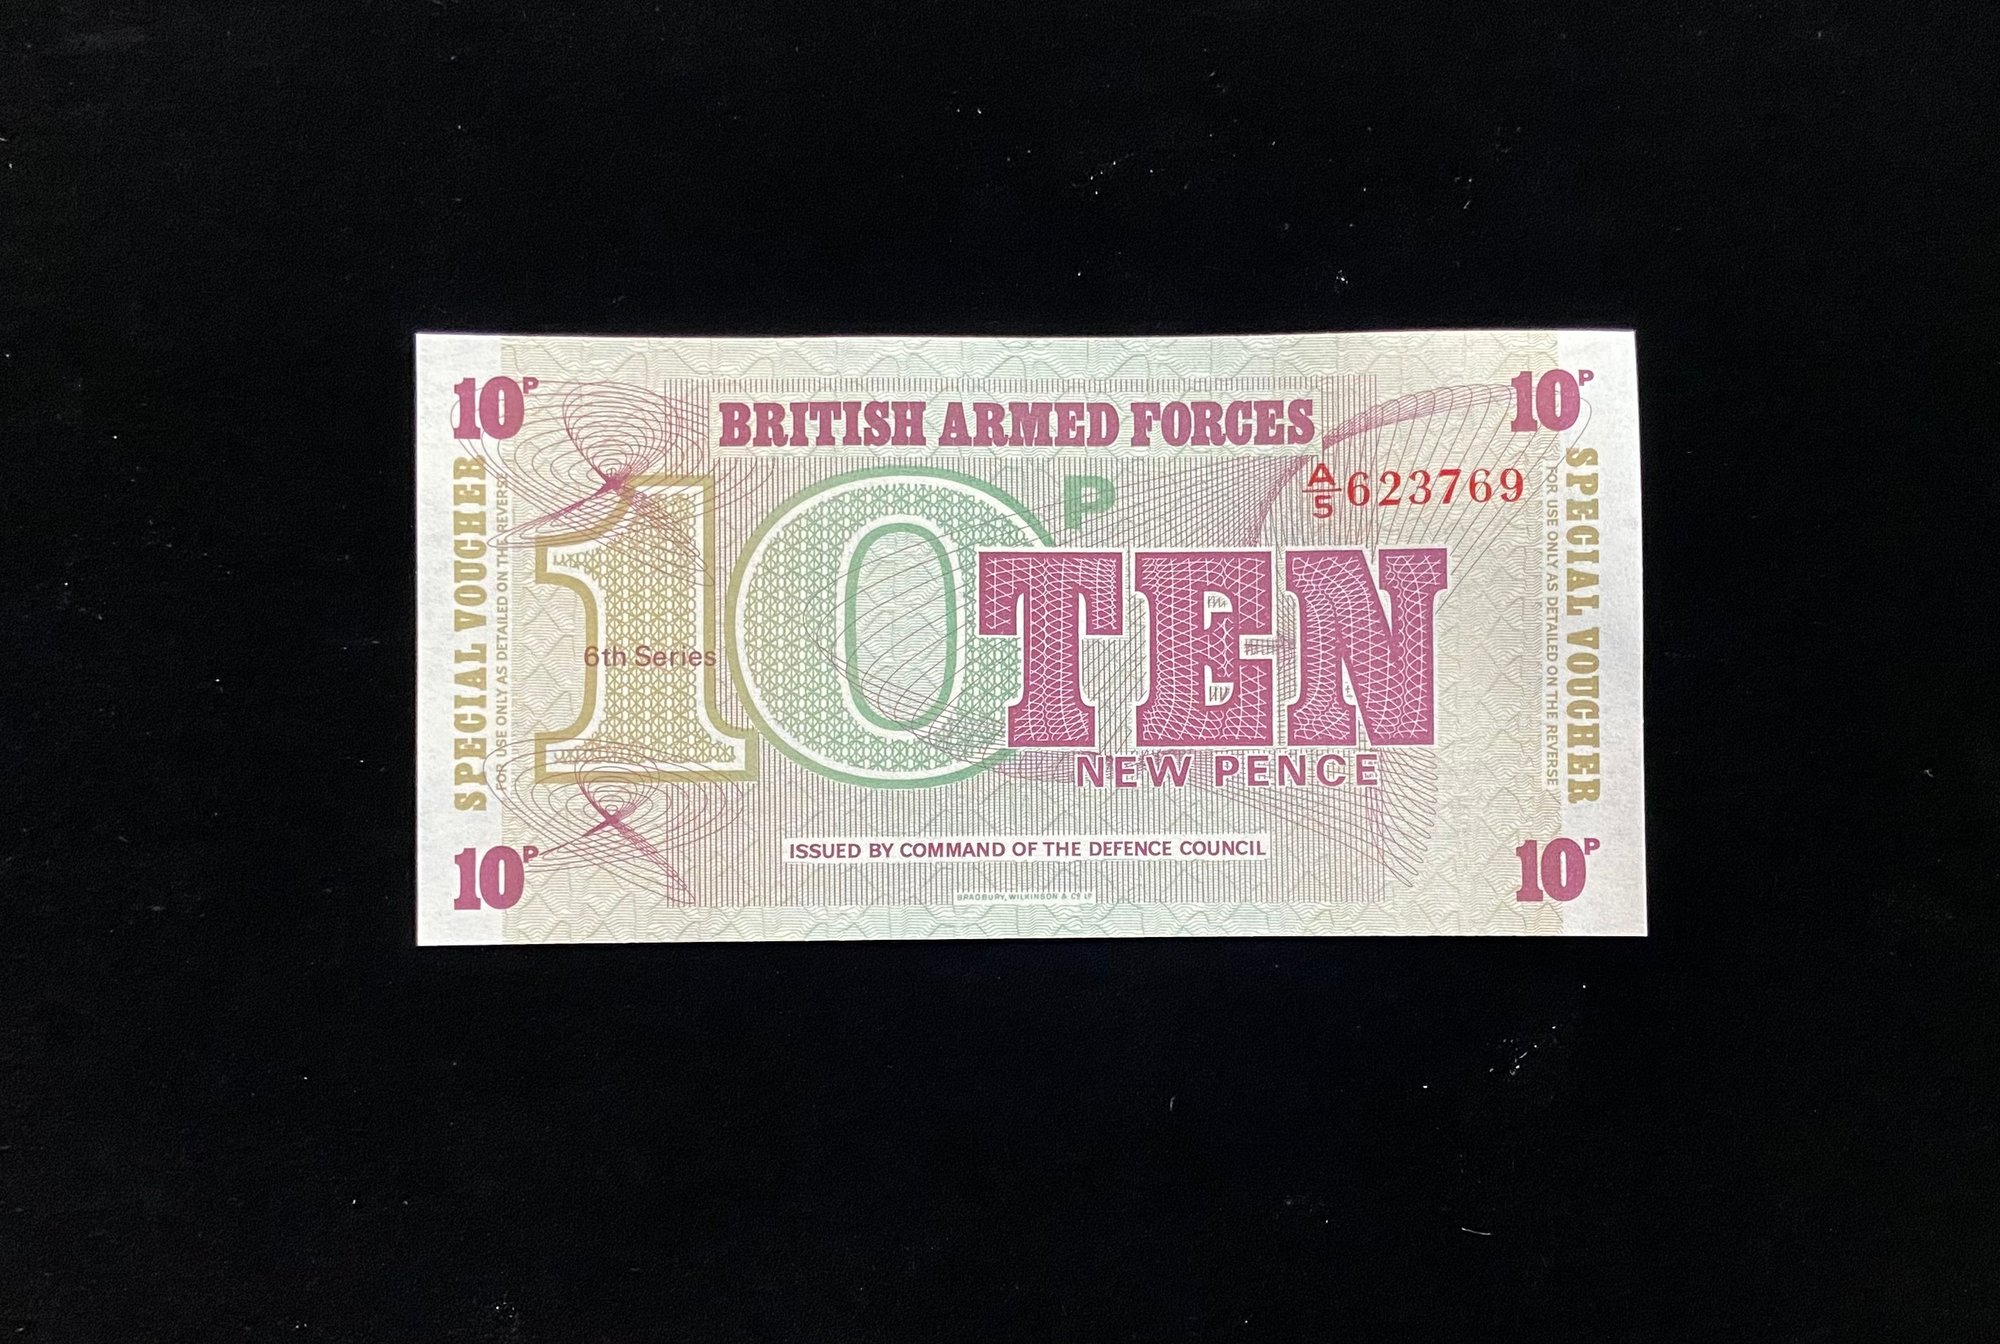 10P
10P
BRITISH ARMED FORCES
A/5 623769
SPECIAL VOUCHER
FOR USE ONLY AS DETAILED ON THE REVERSE
10P
6th Series
TEN
NEW PENCE
SPECIAL VOUCHER
FOR USE ONLY AS DETAILED ON THE REVERSE
ISSUED BY COMMAND OF THE DEFENCE COUNCIL
BRADBURY, WILKINSON & Co. Ld
10P
10P